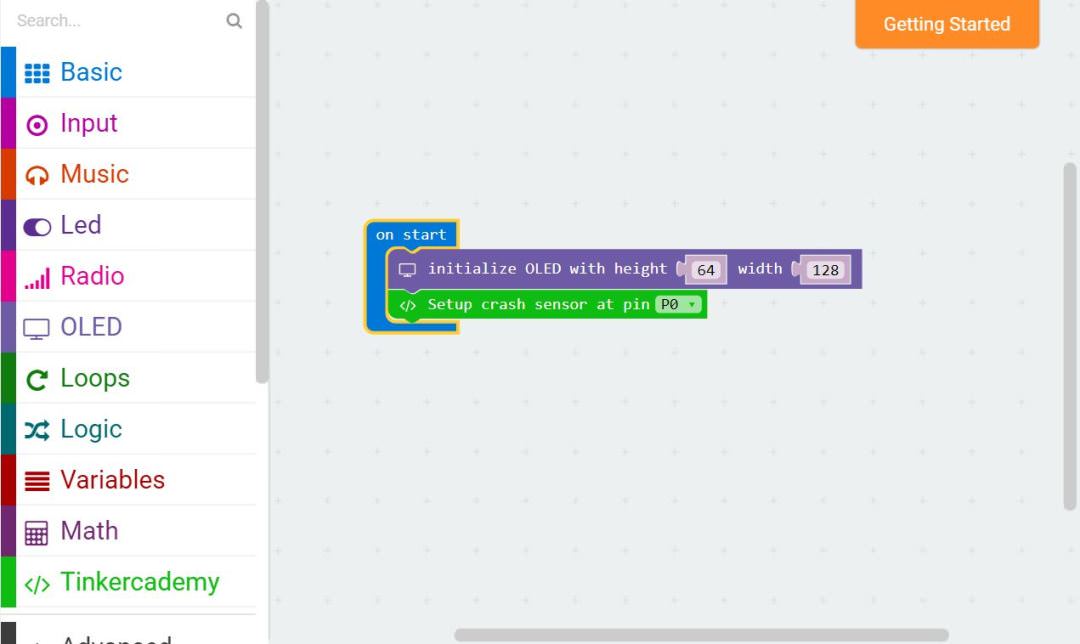 Search...
Getting Started
Basic
Input
Music
Led
Radio
OLED
Loops
Logic
Variables
Math
Tinkercademy
Advanced
on start
initialize OLED with height 64 width 128
Setup crash sensor at pin P0